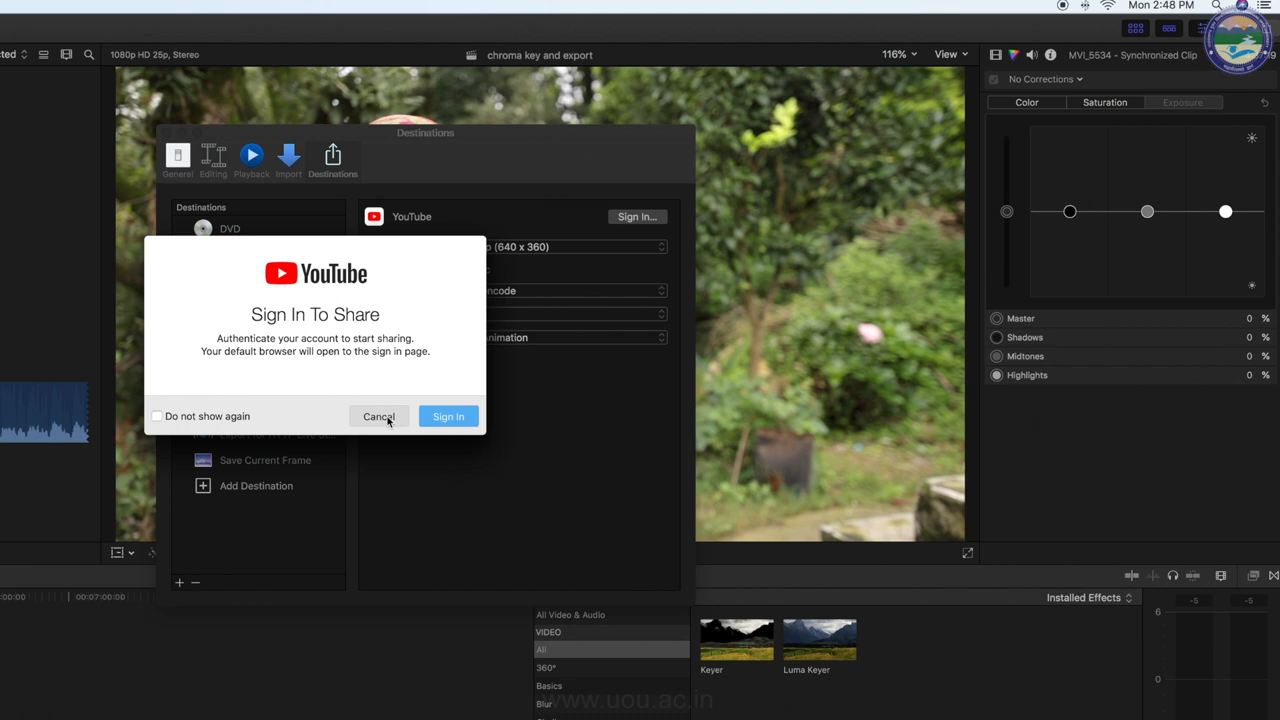 Mon 2:48 PM
1080p HD 25p, Stereo
chroma key and export
116%
View
MVI_5534 - Synchronized Clip
No Corrections
Color
Saturation
Exposure
Destinations
General
Editing
Playback
Import
Destinations
Destinations
DVD
YouTube
Sign In...
(640 x 360)
YouTube
Sign In To Share
Authenticate your account to start sharing.
Your default browser will open to the sign in page.
Do not show again
Cancel
Sign In
Save Current Frame
Add Destination
Master 0 %
Shadows 0 %
Midtones 0 %
Highlights 0 %
00:07:00:00
Installed Effects
All Video & Audio
VIDEO
All
360°
Basics
Blur
Keyer
Luma Keyer
-5 -5
6
0
www.uou.ac.in